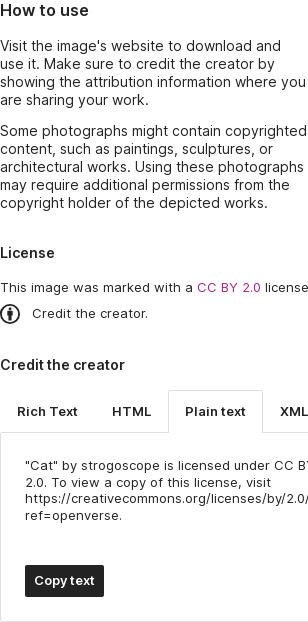 How to use
Visit the image's website to download and
use it. Make sure to credit the creator by
showing the attribution information where you
are sharing your work.
Some photographs might contain copyrighted
content, such as paintings, sculptures, or
architectural works. Using these photographs
may require additional permissions from the
copyright holder of the depicted works.
License
This image was marked with a CC BY 2.0 license
Credit the creator.
Credit the creator
Rich Text HTML Plain text XML
"Cat" by strogoscope is licensed under CC BY
2.0. To view a copy of this license, visit
https://creativecommons.org/licenses/by/2.0/
ref=openverse.
Copy text